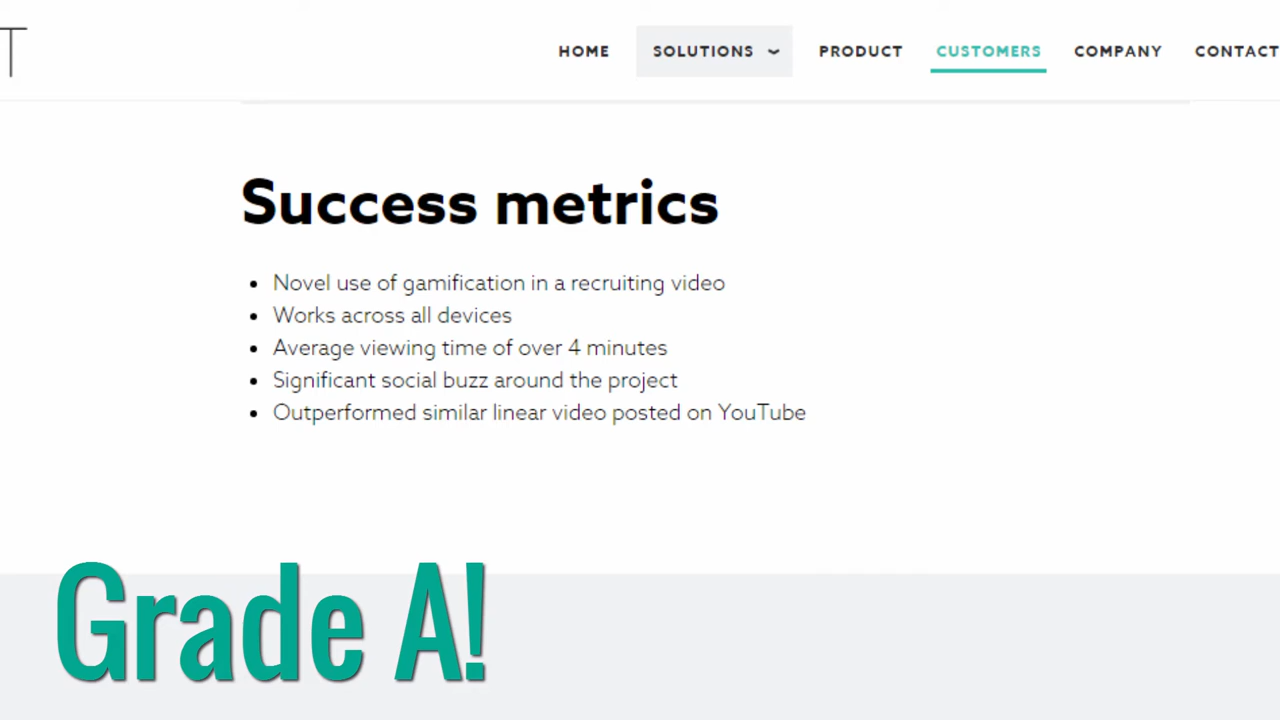 T
HOME SOLUTIONS PRODUCT CUSTOMERS COMPANY CONTACT
Success metrics
Novel use of gamification in a recruiting video
Works across all devices
Average viewing time of over 4 minutes
Significant social buzz around the project
Outperformed similar linear video posted on YouTube
Grade A!